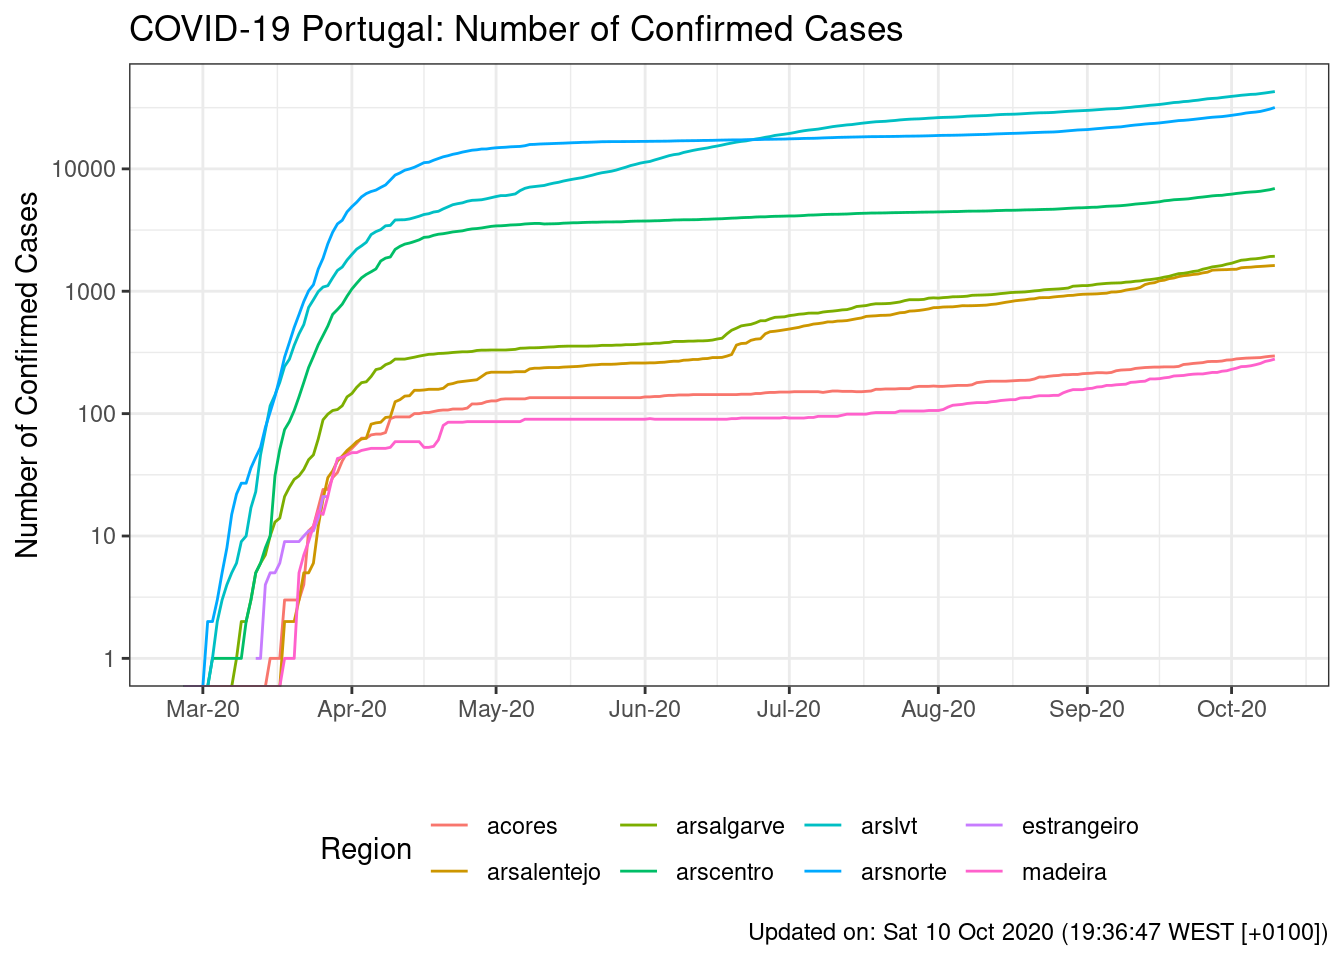 COVID-19 Portugal: Number of Confirmed Cases
Number of Confirmed Cases
10000
1000
100
10
1
Mar-20 Apr-20 May-20 Jun-20 Jul-20 Aug-20 Sep-20 Oct-20
Region
acores arsalgarve arslvt estrangeiro
arsalentejo arscentro arsnorte madeira
Updated on: Sat 10 Oct 2020 (19:36:47 WEST [+0100])